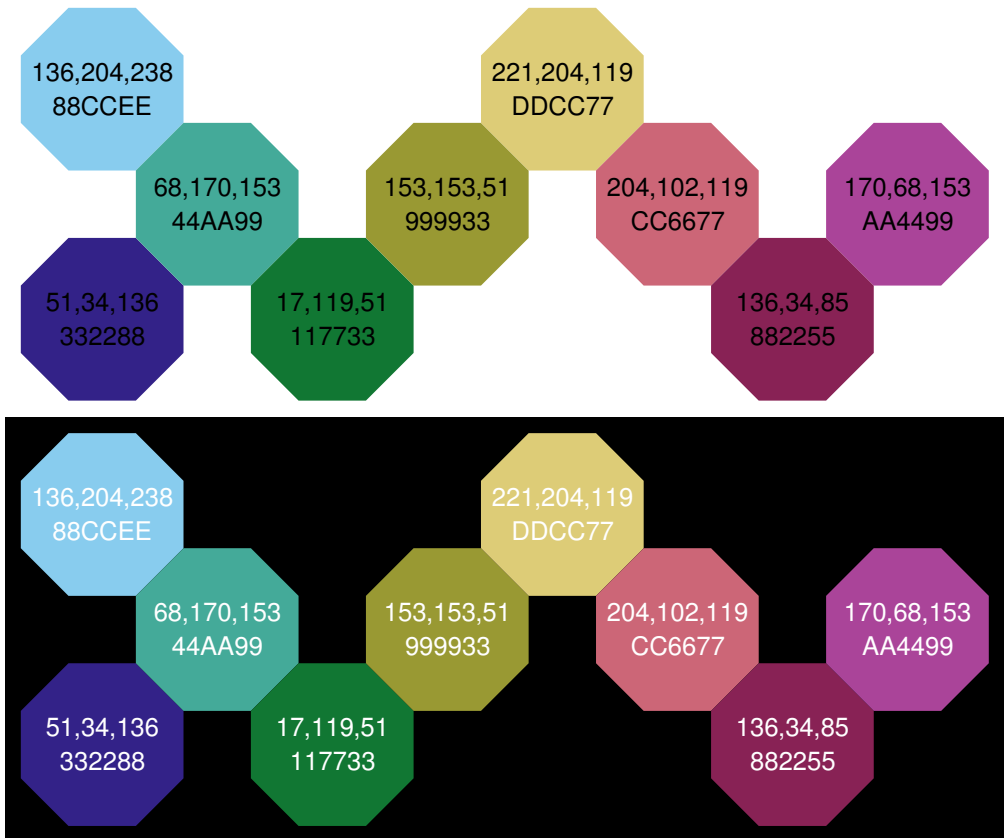 136,204,238
88CCEE
221,204,119
DDCC77
68,170,153
44AA99
153,153,51
999933
204,102,119
CC6677
170,68,153
AA4499
51,34,136
332288
17,119,51
117733
136,34,85
882255
136,204,238
88CCEE
221,204,119
DDCC77
68,170,153
44AA99
153,153,51
999933
204,102,119
CC6677
170,68,153
AA4499
51,34,136
332288
17,119,51
117733
136,34,85
882255